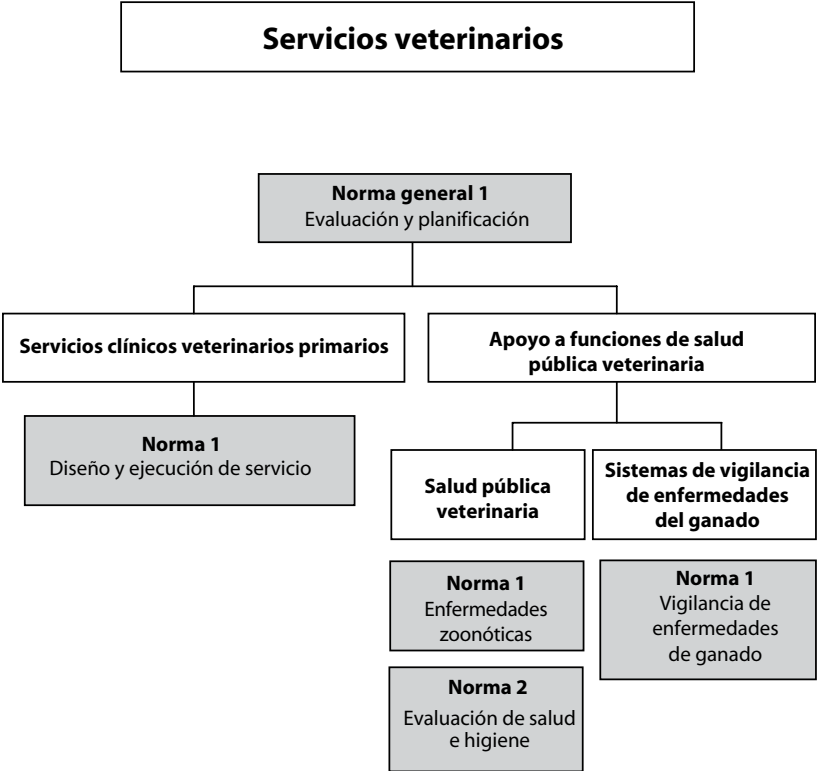 Servicios veterinarios
Norma general 1
Evaluación y planificación
Servicios clínicos veterinarios primarios
Apoyo a funciones de salud
pública veterinaria
Norma 1
Diseño y ejecución de servicio
Salud pública
veterinaria
Sistemas de vigilancia
de enfermedades
del ganado
Norma 1
Enfermedades
zoonóticas
Norma 1
Vigilancia de
enfermedades
de ganado
Norma 2
Evaluación de salud
e higiene